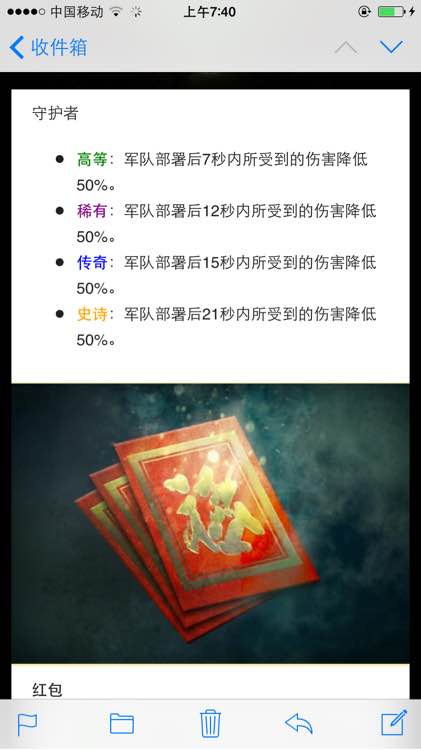 中国移动 上午7:40
收件箱
守护者
• 高等：军队部署后7秒内所受到的伤害降低
50%。
• 稀有：军队部署后12秒内所受到的伤害降低
50%。
• 传奇：军队部署后15秒内所受到的伤害降低
50%。
• 史诗：军队部署后21秒内所受到的伤害降低
50%。
红包